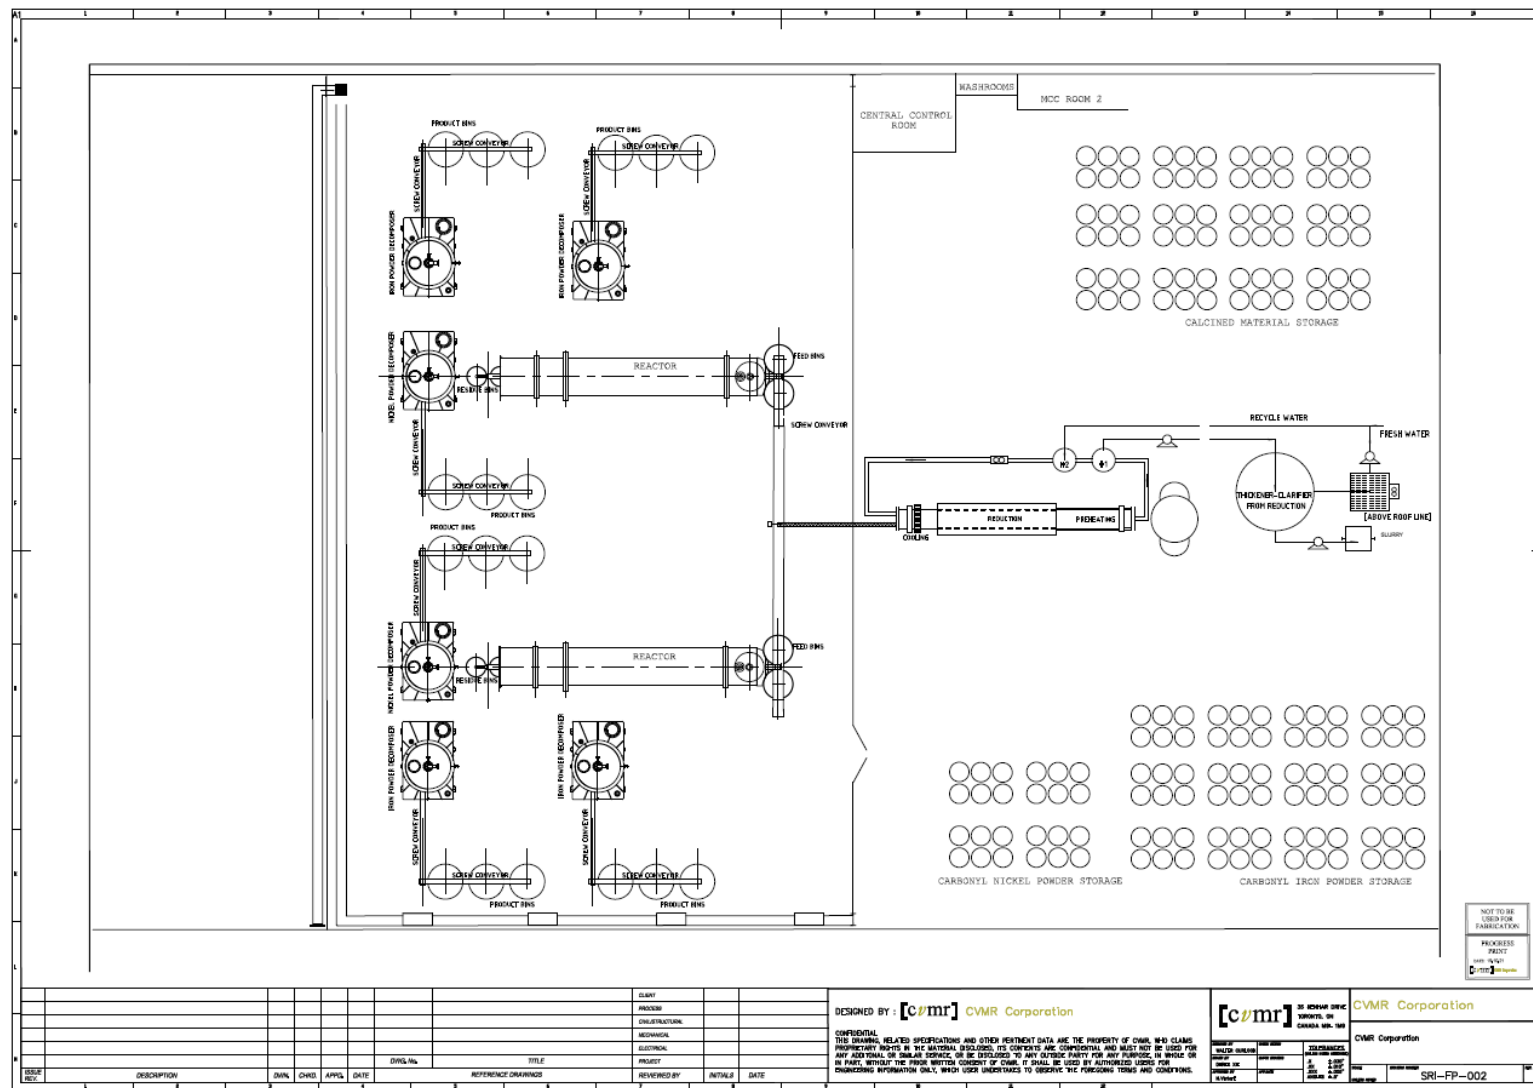 A1
WASHROOMS
MCC ROOM 2
CENTRAL CONTROL
ROOM
PRODUCT BINS
SCREW CONVEYOR
SCREW CONVEYOR
IRON POWDER DECOMPOSER
PRODUCT BINS
SCREW CONVEYOR
SCREW CONVEYOR
IRON POWDER DECOMPOSER
CALCINED MATERIAL STORAGE
NICKEL POWDER DECOMPOSER
RESIDUE BINS
REACTOR
FEED BINS
SCREW CONVEYOR
SCREW CONVEYOR
SCREW CONVEYOR
PRODUCT BINS
RECYCLE WATER
FRESH WATER
THICKENER-CLARIFIER
FROM REDUCTION
[ABOVE ROOF LINE]
SLURRY
REDUCTION
PREHEATING
COOLING
PRODUCT BINS
SCREW CONVEYOR
SCREW CONVEYOR
NICKEL POWDER DECOMPOSER
RESIDUE BINS
REACTOR
FEED BINS
IRON POWDER DECOMPOSER
SCREW CONVEYOR
SCREW CONVEYOR
PRODUCT BINS
IRON POWDER DECOMPOSER
SCREW CONVEYOR
SCREW CONVEYOR
PRODUCT BINS
CARBONYL NICKEL POWDER STORAGE
CARBONYL IRON POWDER STORAGE
NOT TO BE
USED FOR
FABRICATION
PROGRESS
PRINT
CLIENT
PROCESS
CIVIL/STRUCTURAL
MECHANICAL
ELECTRICAL
PROJECT
ISSUE
REV.
DESCRIPTION
DWN.
CHKD.
APPD.
DATE
DWG. No.
TITLE
REFERENCE DRAWINGS
REVIEWED BY
INITIALS
DATE
DESIGNED BY : [cvmr] CVMR Corporation
CONFIDENTIAL
THIS DRAWING, RELATED SPECIFICATIONS AND OTHER PERTINENT DATA ARE THE PROPERTY OF CVMR, WHO CLAIMS
PROPRIETARY RIGHTS IN THE MATERIAL DISCLOSED, ITS CONTENTS ARE CONFIDENTIAL AND MUST NOT BE USED FOR
ANY ADDITIONAL OR SIMILAR SERVICE, OR BE DISCLOSED TO ANY OUTSIDE PARTY FOR ANY PURPOSE, IN WHOLE OR
IN PART, WITHOUT THE PRIOR WRITTEN CONSENT OF CVMR. IT SHALL BE USED BY AUTHORIZED USERS FOR
ENGINEERING INFORMATION ONLY, WHICH USER UNDERTAKES TO OBSERVE THE FOREGOING TERMS AND CONDITIONS.
[cvmr]
TORONTO, ON
CVMR Corporation
CVMR Corporation
TOLERANCES
SRI-FP-002